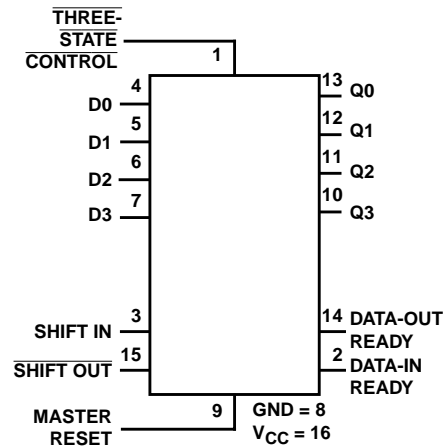 THREE-
STATE
CONTROL
1
4
D0
5
D1
6
D2
7
D3
13
Q0
12
Q1
11
Q2
10
Q3
3
SHIFT IN
15
SHIFT OUT
14 DATA-OUT
READY
2 DATA-IN
READY
MASTER
RESET
9
GND = 8
VCC = 16